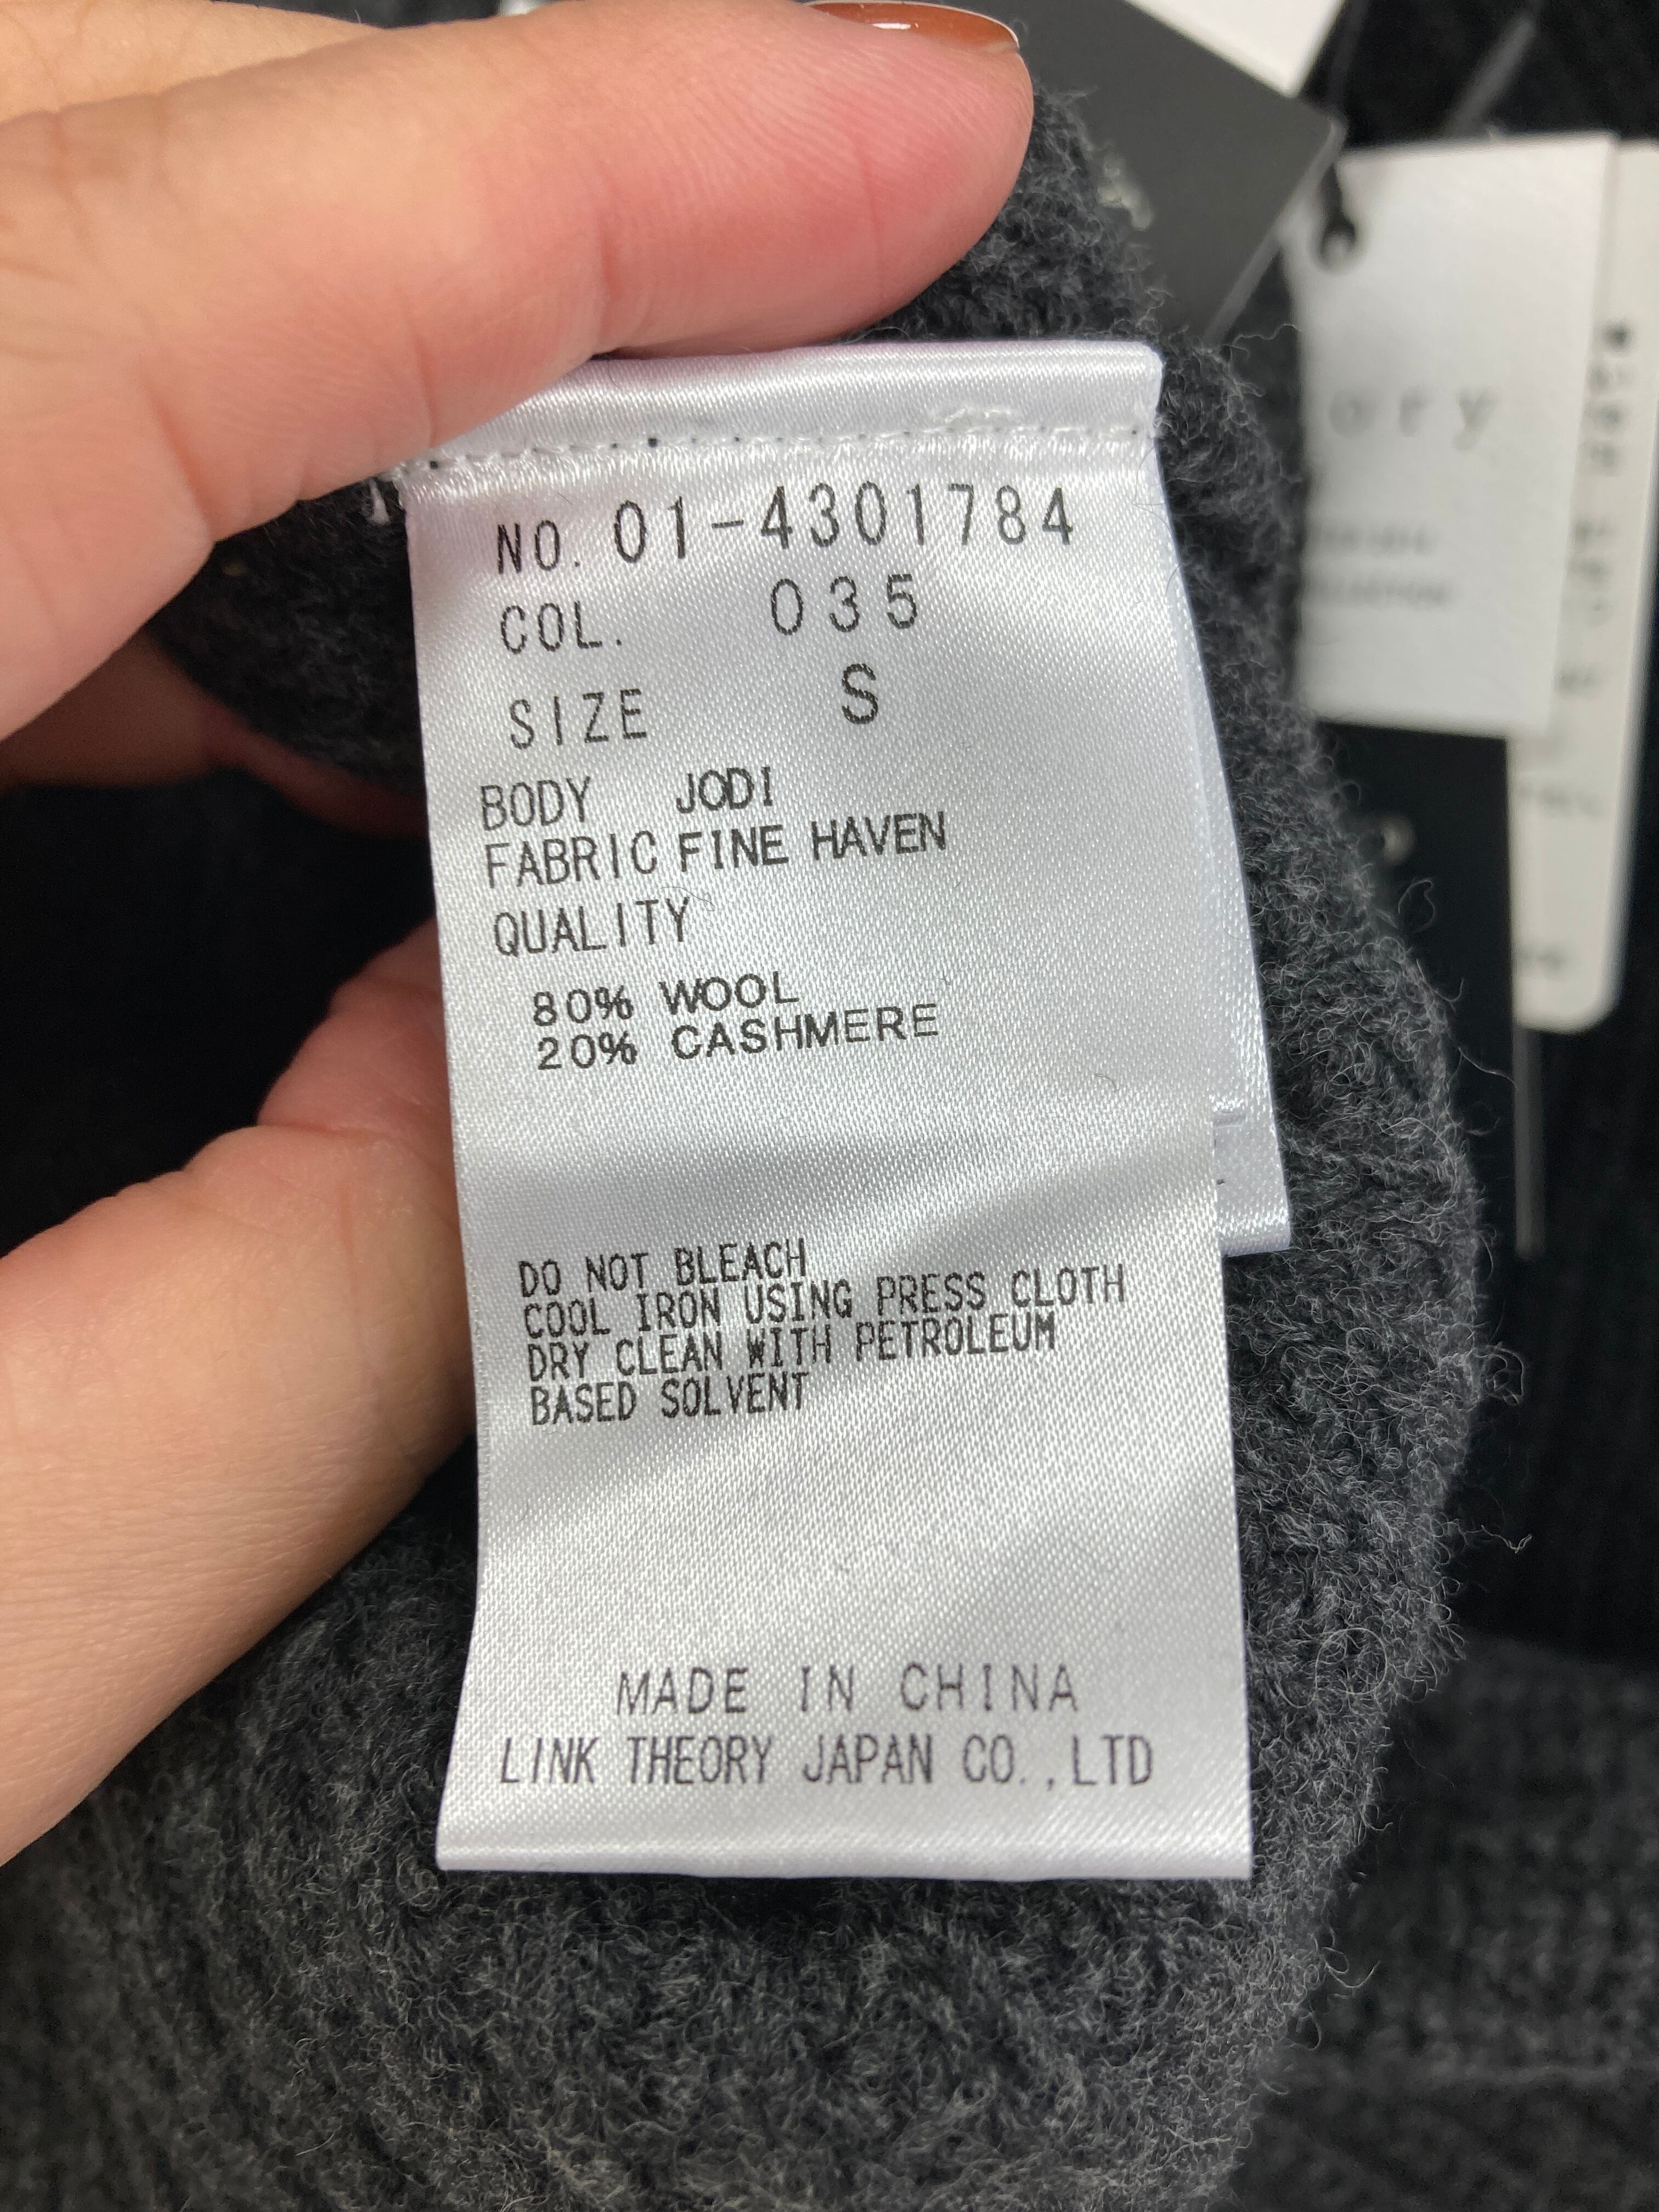 NO. 01-4301784
COL. 035
SIZE S
BODY JODI
FABRIC FINE HAVEN
QUALITY
80% WOOL
20% CASHMERE
DO NOT BLEACH
COOL IRON USING PRESS CLOTH
DRY CLEAN WITH PETROLEUM
BASED SOLVENT
MADE IN CHINA
LINK THEORY JAPAN CO.,LTD
ory